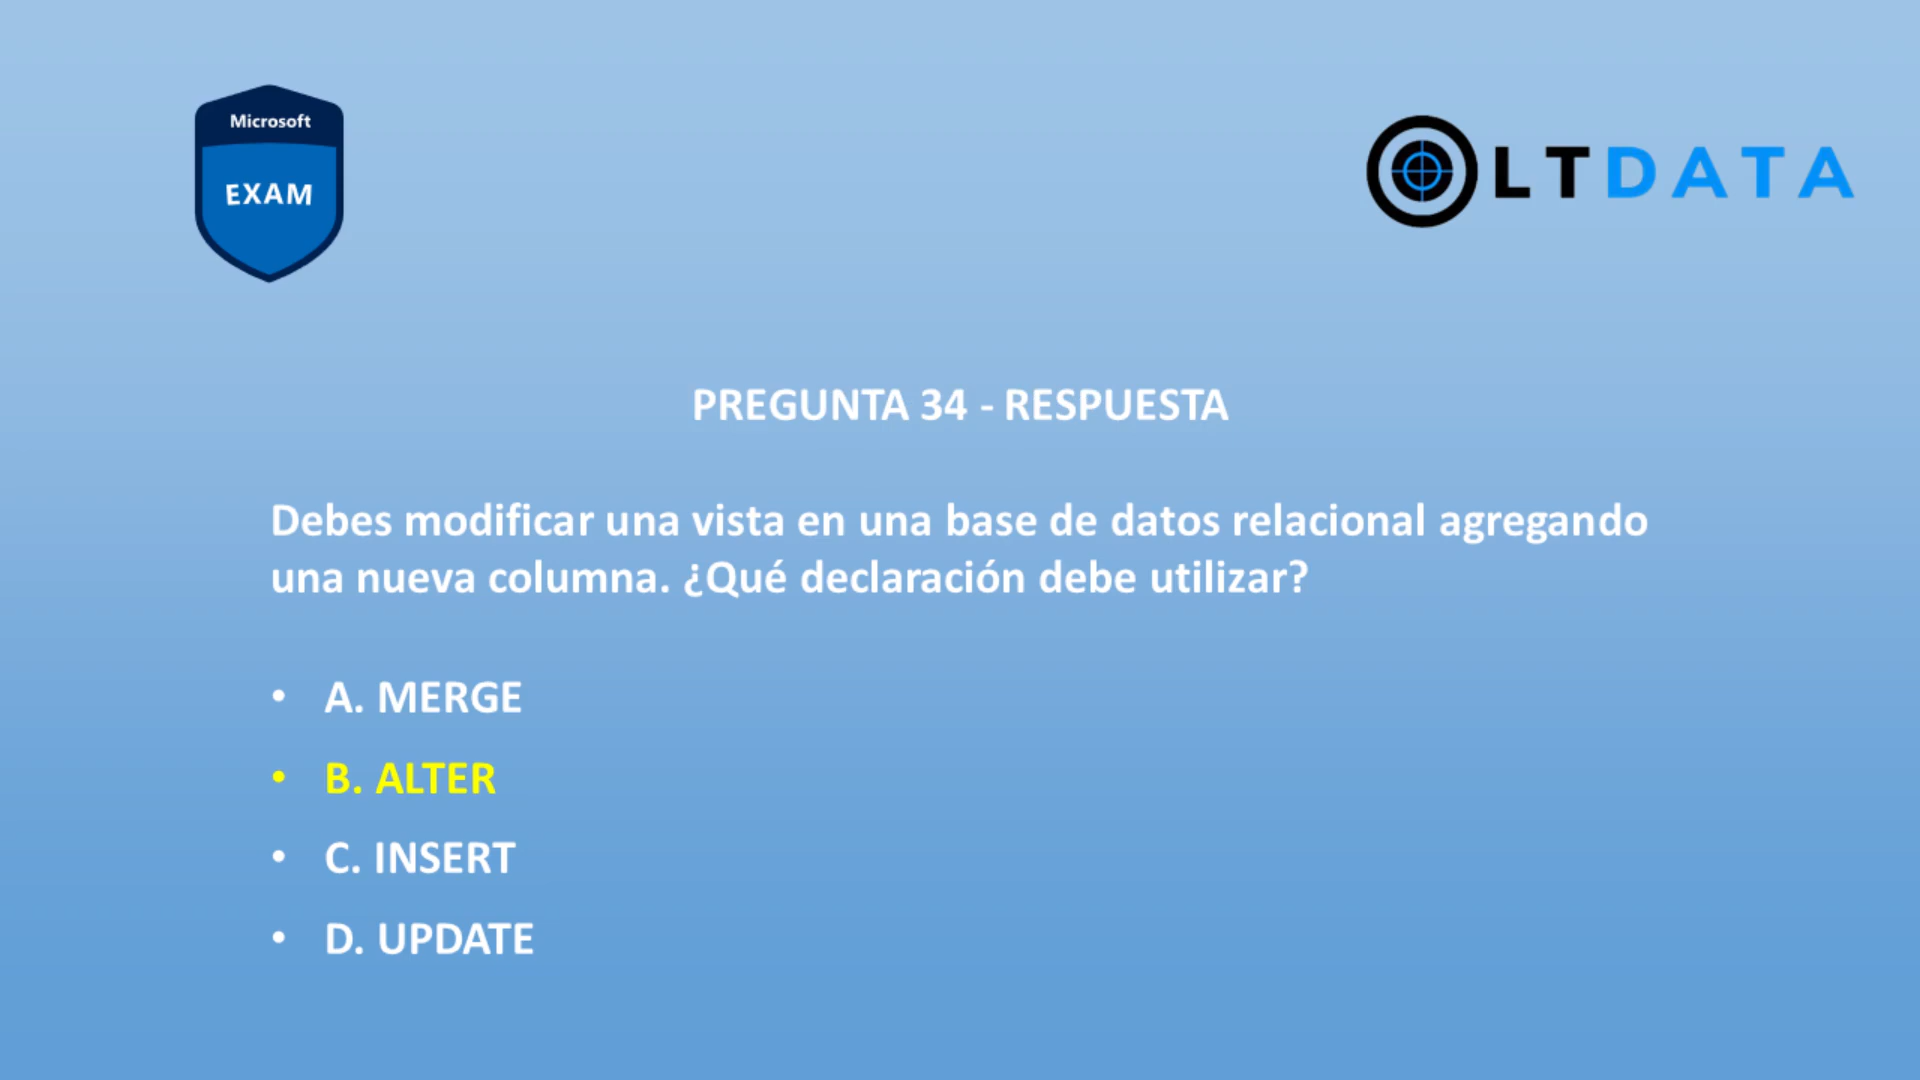 Microsoft
EXAM
LTDATA
PREGUNTA 34 - RESPUESTA
Debes modificar una vista en una base de datos relacional agregando
una nueva columna. ¿Qué declaración debe utilizar?
• A. MERGE
• B. ALTER
• C. INSERT
• D. UPDATE